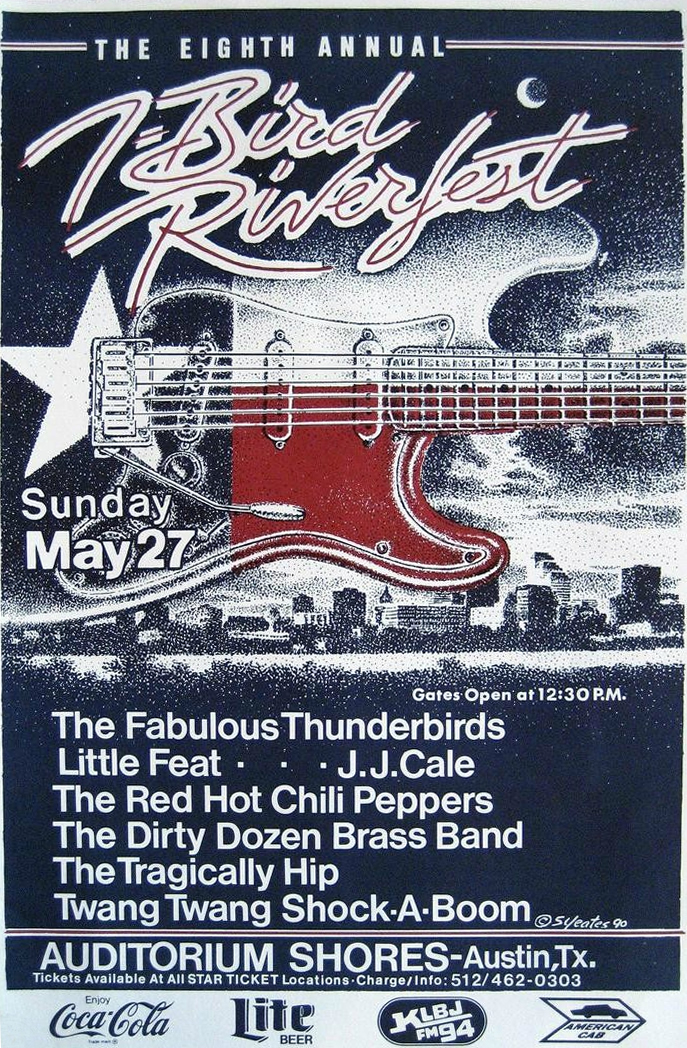 THE EIGHTH ANNUAL
T-Bird
Riverfest
Sunday
May 27
Gates Open at 12:30 P.M.
The Fabulous Thunderbirds
Little Feat · · · J.J.Cale
The Red Hot Chili Peppers
The Dirty Dozen Brass Band
The Tragically Hip
Twang Twang Shock-A-Boom
© SYeates 90
AUDITORIUM SHORES-Austin,Tx.
Tickets Available At All STAR TICKET Locations·Charge/Info: 512/462-0303
Enjoy
Coca-Cola
Trade-mark ®
Lite
BEER
KLBJ
FM94
AMERICAN
CAB